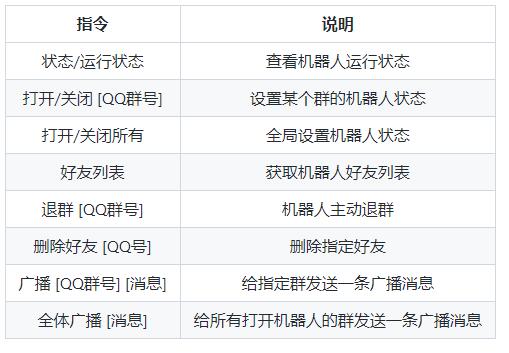 指令 说明
状态/运行状态 查看机器人运行状态
打开/关闭 [QQ群号] 设置某个群的机器人状态
打开/关闭所有 全局设置机器人状态
好友列表 获取机器人好友列表
退群 [QQ群号] 机器人主动退群
删除好友 [QQ号] 删除指定好友
广播 [QQ群号] [消息] 给指定群发送一条广播消息
全体广播 [消息] 给所有打开机器人的群发送一条广播消息